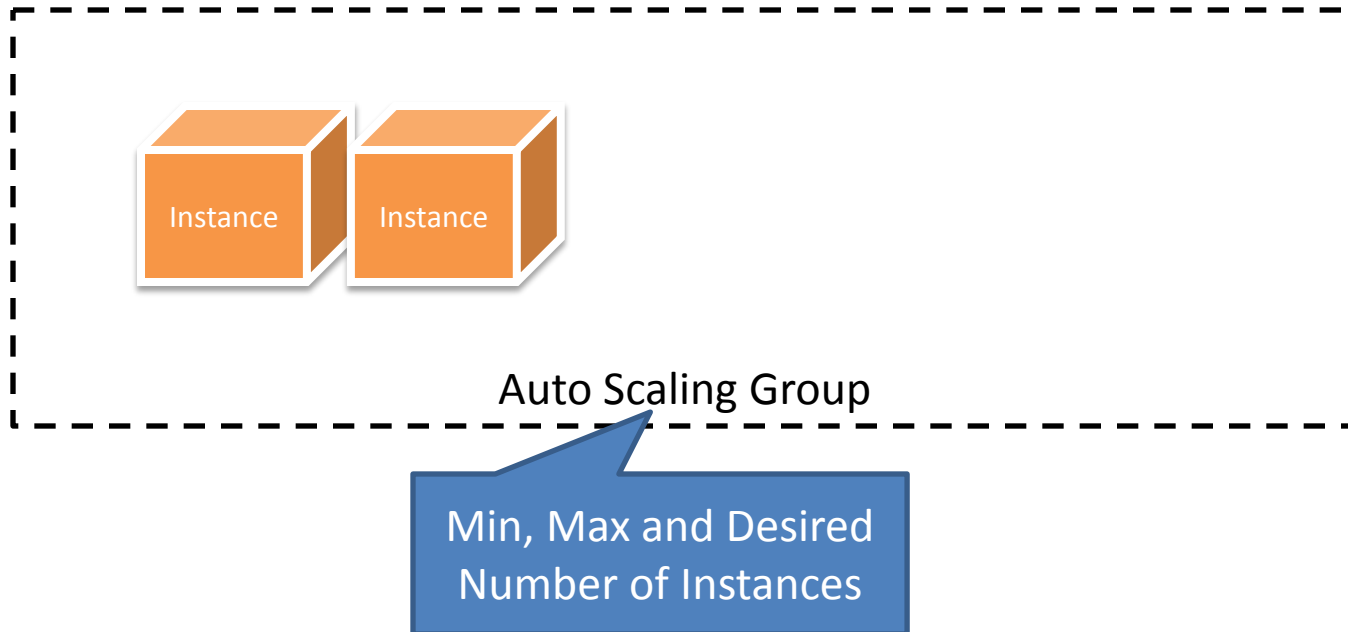 Instance
Instance
Auto Scaling Group
Min, Max and Desired
Number of Instances